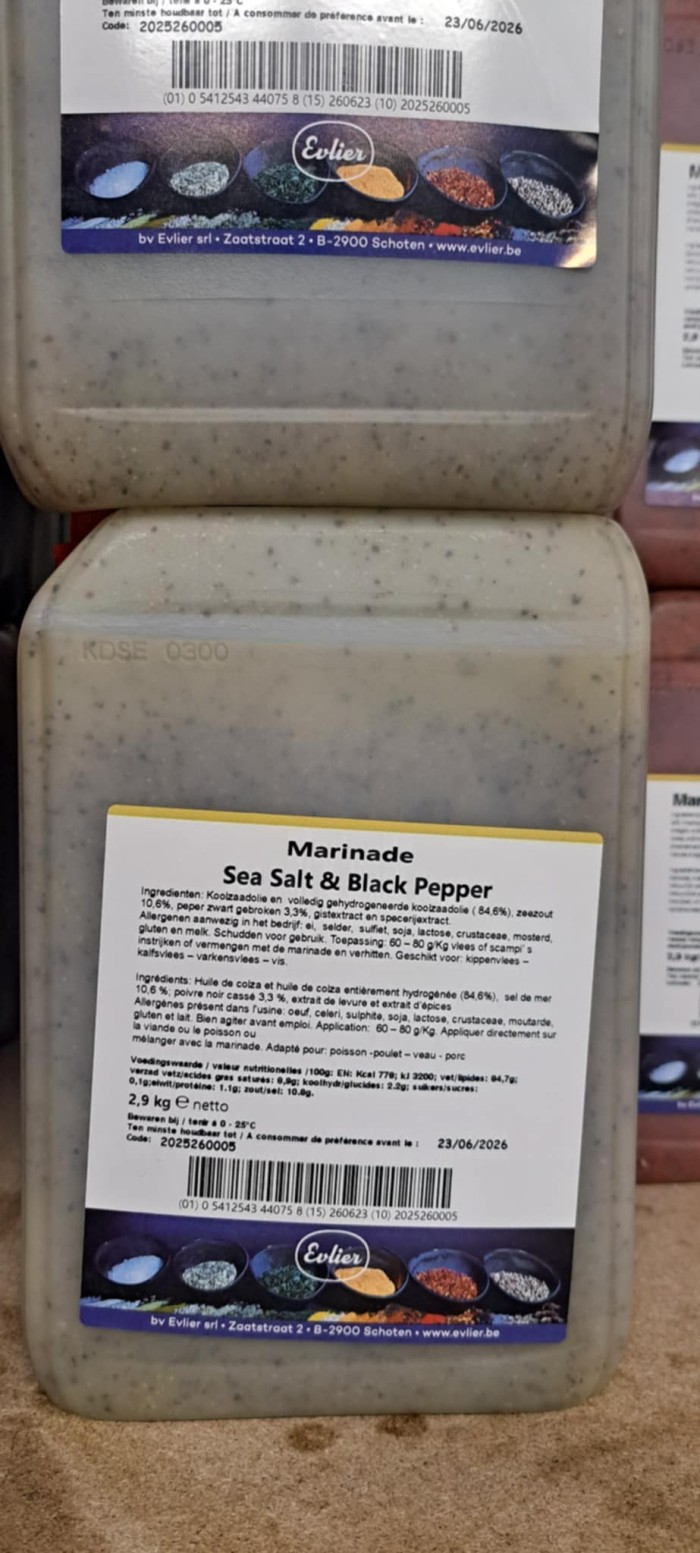 Ten minste houdbaar tot / A consommer de préférence avant le : 23/06/2026
Code: 2025260005
(01) 0 5412543 44075 8 (15) 260623 (10) 2025260005
Evlier
bv Evlier srl • Zaatstraat 2 • B-2900 Schoten • www.evlier.be
KDSE 0300
Marinade
Sea Salt & Black Pepper
Ingredienten: Koolzaadolie en volledig gehydrogeneerde koolzaadolie ( 84,6%), zeezout
10,6%, peper zwart gebroken 3,3%, gistextract en specerijextract.
Allergenen aanwezig in het bedrijf: ei, selder, sulfiet, soja, lactose, crustaceae, mosterd,
gluten en melk. Schudden voor gebruik. Toepassing: 60 – 80 g/Kg vlees of scampi's
instrijken of vermengen met de marinade en verhitten. Geschikt voor: kippenvlees –
kalfsvlees – varkensvlees – vis.
Ingrédients: Huile de colza et huile de colza entièrement hydrogénée (84,6%), sel de mer
10,6 %; poivre noir cassé 3,3 %, extrait de levure et extrait d'épices
Allergènes présent dans l'usine: oeuf, celeri, sulphite, soja, lactose, crustaceae, moutarde,
gluten et lait. Bien agiter avant emploi. Application: 60 – 80 g/Kg. Appliquer directement sur
la viande ou le poisson ou
mélanger avec la marinade. Adapté pour: poisson -poulet – veau - porc
Voedingswaarde / valeur nutritionelles /100g: EN: Kcal 778; kJ 3200; vet/lipides: 84,7g;
verzad vetz/acides gras saturés: 8,9g; koolhydr/glucides: 2.2g; suikers/sucres:
0,1g;eiwit/protéine: 1.1g; zout/sel: 10.8g.
2,9 kg ℮ netto
Bewaren bij / tenir à 0 - 25°C
Ten minste houdbaar tot / A consommer de préférence avant le : 23/06/2026
Code: 2025260005
(01) 0 5412543 44075 8 (15) 260623 (10) 2025260005
Evlier
bv Evlier srl • Zaatstraat 2 • B-2900 Schoten • www.evlier.be